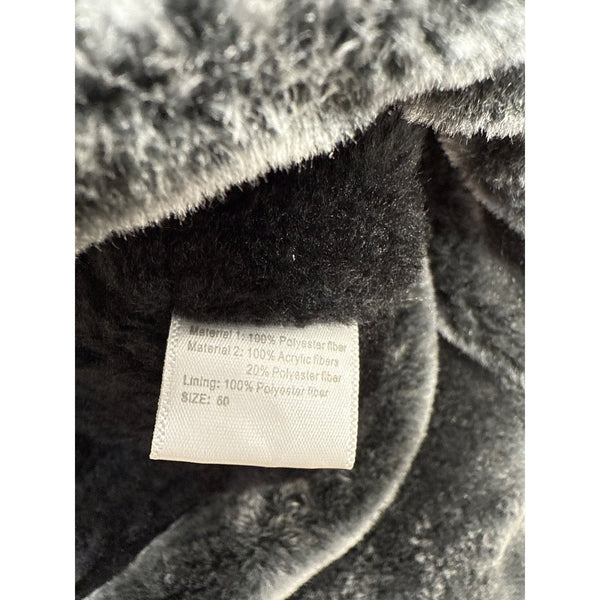 Material 1: 100% Polyester fiber
Material 2: 100% Acrylic fibers
20% Polyester fiber
Lining: 100% Polyester fiber
SIZE: 60